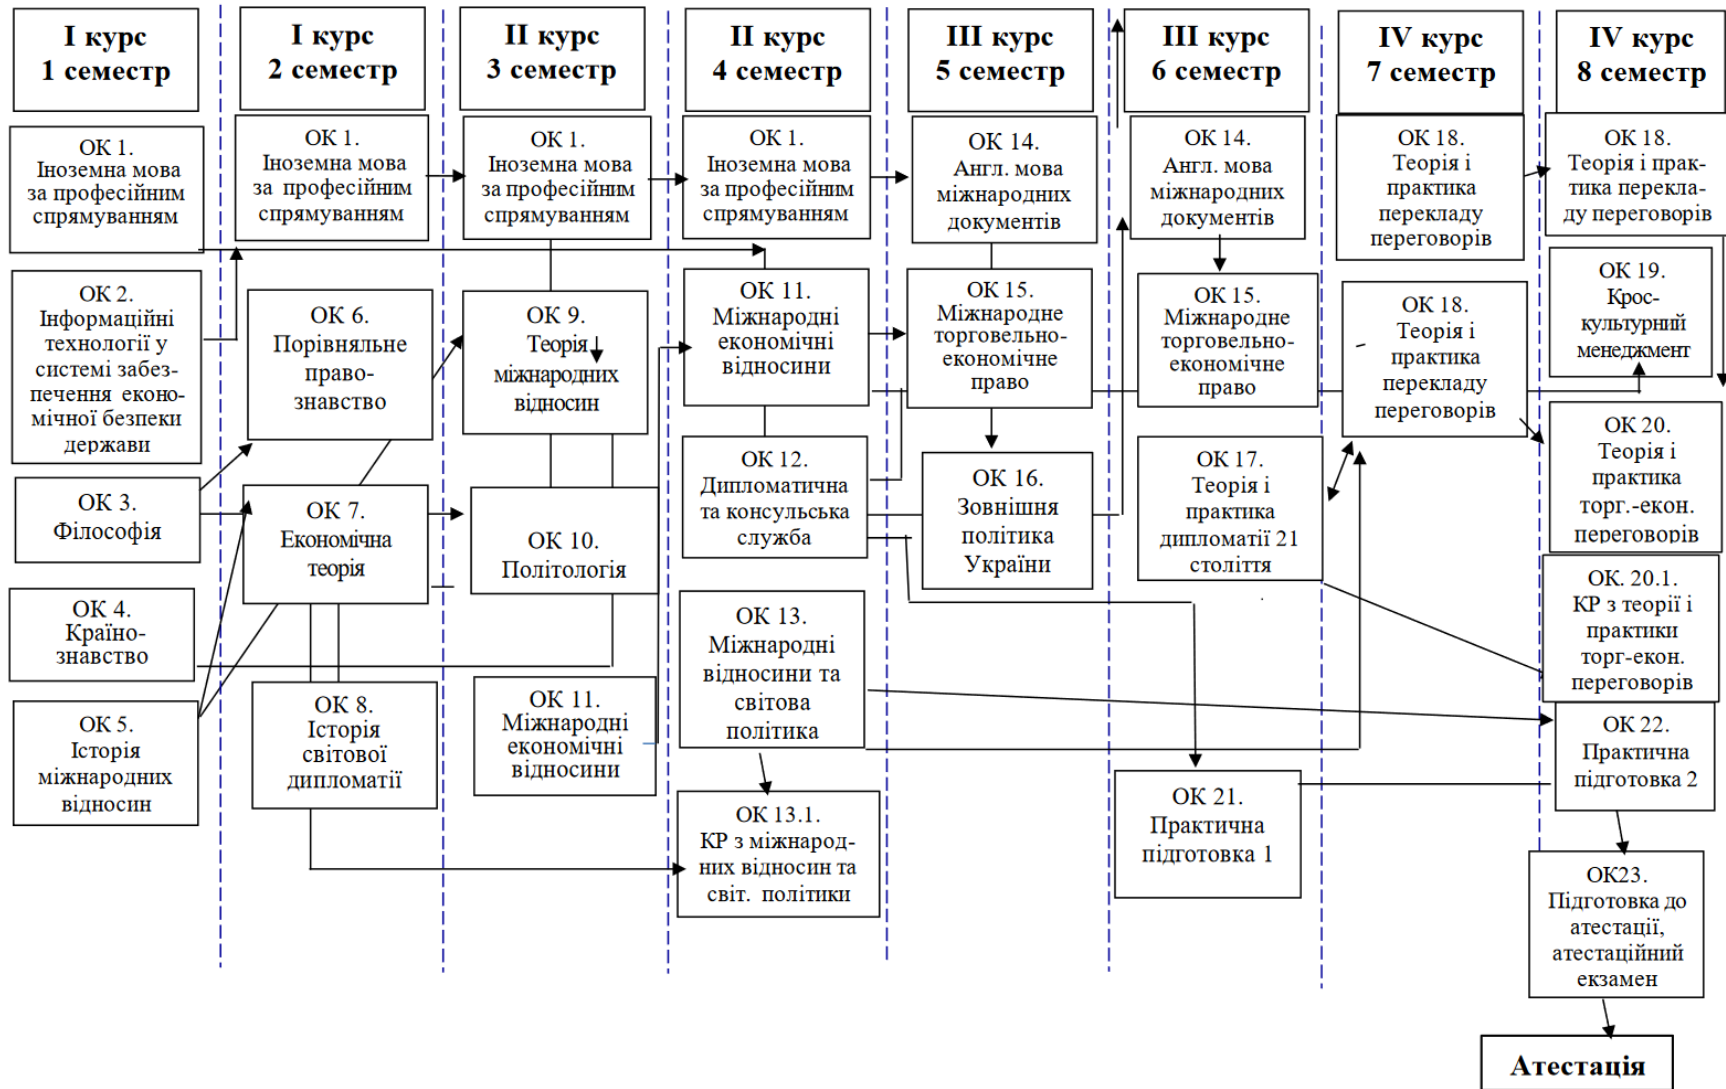 I курс
1 семестр
I курс
2 семестр
II курс
3 семестр
II курс
4 семестр
III курс
5 семестр
III курс
6 семестр
IV курс
7 семестр
IV курс
8 семестр
ОК 1.
Іноземна мова
за професійним
спрямуванням
ОК 2.
Інформаційні
технології у
системі забез-
печення еконо-
мічної безпеки
держави
ОК 3.
Філософія
ОК 4.
Країно-
знавство
ОК 5.
Історія
міжнародних
відносин
ОК 1.
Іноземна мова
за професійним
спрямуванням
ОК 6.
Порівняльне
право-
знавство
ОК 7.
Економічна
теорія
ОК 8.
Історія
світової
дипломатії
ОК 1.
Іноземна мова
за професійним
спрямуванням
ОК 9.
Теорія
міжнародних
відносин
ОК 10.
Політологія
ОК 11.
Міжнародні
економічні
відносини
ОК 1.
Іноземна мова
за професійним
спрямуванням
ОК 11.
Міжнародні
економічні
відносини
ОК 12.
Дипломатична
та консульська
служба
ОК 13.
Міжнародні
відносини та
світова
політика
ОК 13.1.
КР з міжнарод-
них відносин та
світ. політики
ОК 14.
Англ. мова
міжнародних
документів
ОК 15.
Міжнародне
торговельно-
економічне
право
ОК 16.
Зовнішня
політика
України
ОК 14.
Англ. мова
міжнародних
документів
ОК 15.
Міжнародне
торговельно-
економічне
право
ОК 17.
Теорія і
практика
дипломатії 21
століття
ОК 21.
Практична
підготовка 1
ОК 18.
Теорія і
практика
перекладу
переговорів
ОК 18.
Теорія і
практика
перекладу
переговорів
ОК 18.
Теорія і прак-
тика перекла-
ду переговорів
ОК 19.
Крос-
культурний
менеджмент
ОК 20.
Теорія і
практика
торг.-екон.
переговорів
ОК. 20.1.
КР з теорії і
практики
торг-екон.
переговорів
ОК 22.
Практична
підготовка 2
ОК23.
Підготовка до
атестації,
атестаційний
екзамен
Атестація